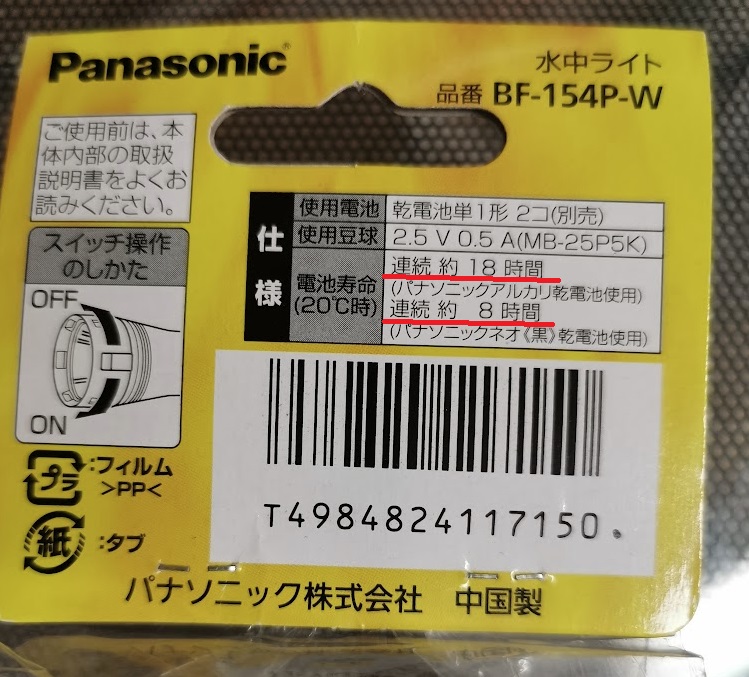 Panasonic®
水中ライト
品番 BF-154P-W
ご使用前は、本
体内部の取扱
説明書をよくお
読みください。
スイッチ操作
のしかた
OFF
ON
仕様
使用電池 乾電池単1形 2コ(別売)
使用豆球 2.5 V 0.5 A(MB-25P5K)
電池寿命
(20℃時)
連続 約 18 時間
(パナソニックアルカリ乾電池使用)
連続 約 8 時間
(パナソニックネオ《黒》乾電池使用)
プラ :フィルム
>PP<
紙 :タブ
T4984824117150.
パナソニック株式会社 中国製